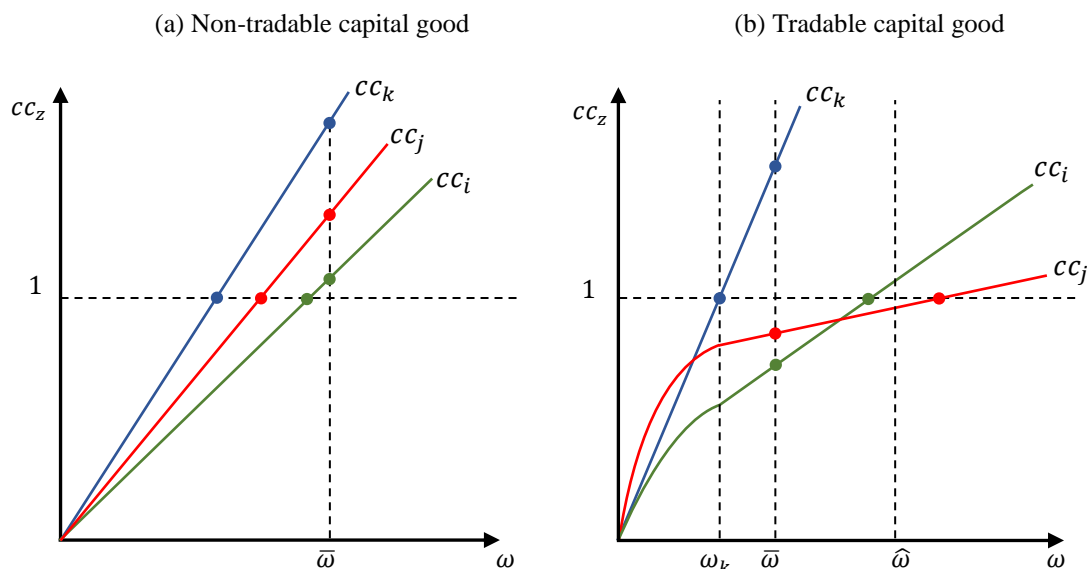 (a) Non-tradable capital good
cc_z
cc_k
cc_j
cc_i
1
ω̅
ω
(b) Tradable capital good
cc_z
cc_k
cc_i
cc_j
1
ω_k
ω̅
ω̂
ω